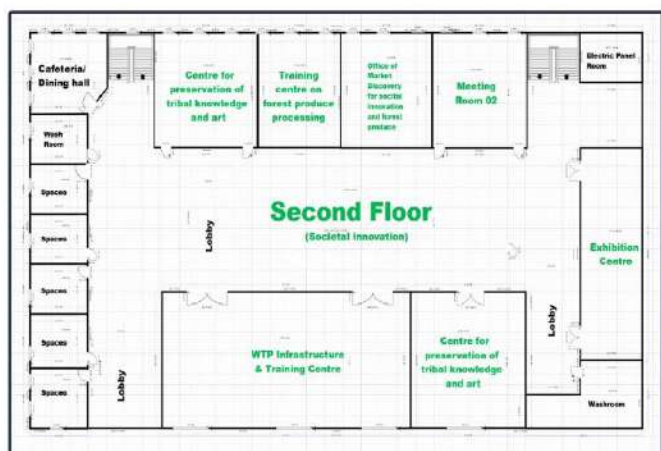 Cafeteria/
Dining hall
Centre for
preservation of
tribal knowledge
and art
Training
centre on
forest produce
processing
Office of
Market
Discovery
for social
innovation
and forest
produce
Meeting
Room 02
Electric Panel
Room
Wash
Room
Spaces
Spaces
Spaces
Spaces
Spaces
Lobby
Second Floor
(Societal innovation)
Exhibition
Centre
Lobby
WTP Infrastructure
& Training Centre
Centre for
preservation of
tribal knowledge
and art
Lobby
Washroom